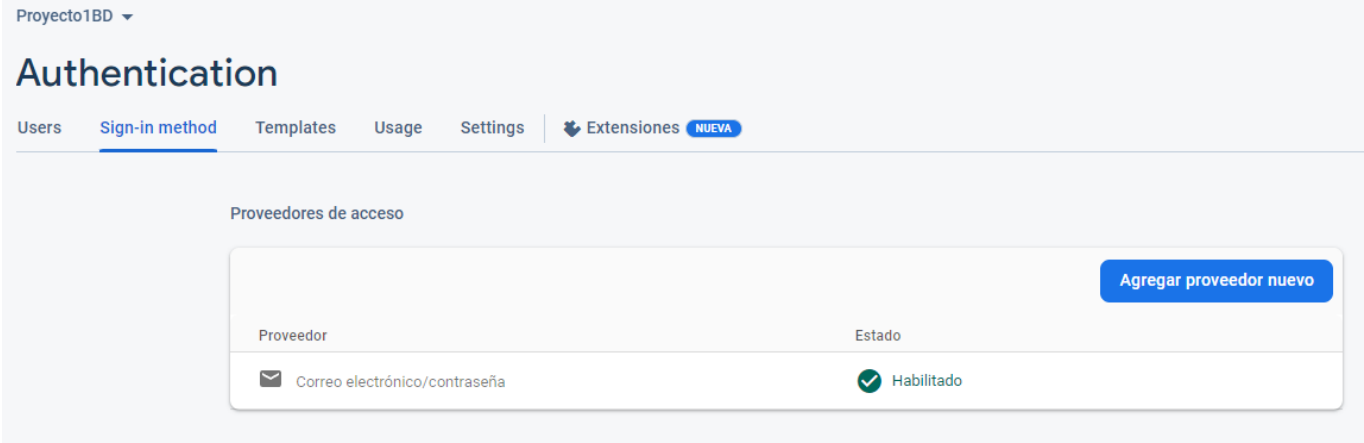 Proyecto1BD
Authentication
Users Sign-in method Templates Usage Settings Extensiones NUEVA
Proveedores de acceso
Agregar proveedor nuevo
Proveedor Estado
Correo electrónico/contraseña Habilitado